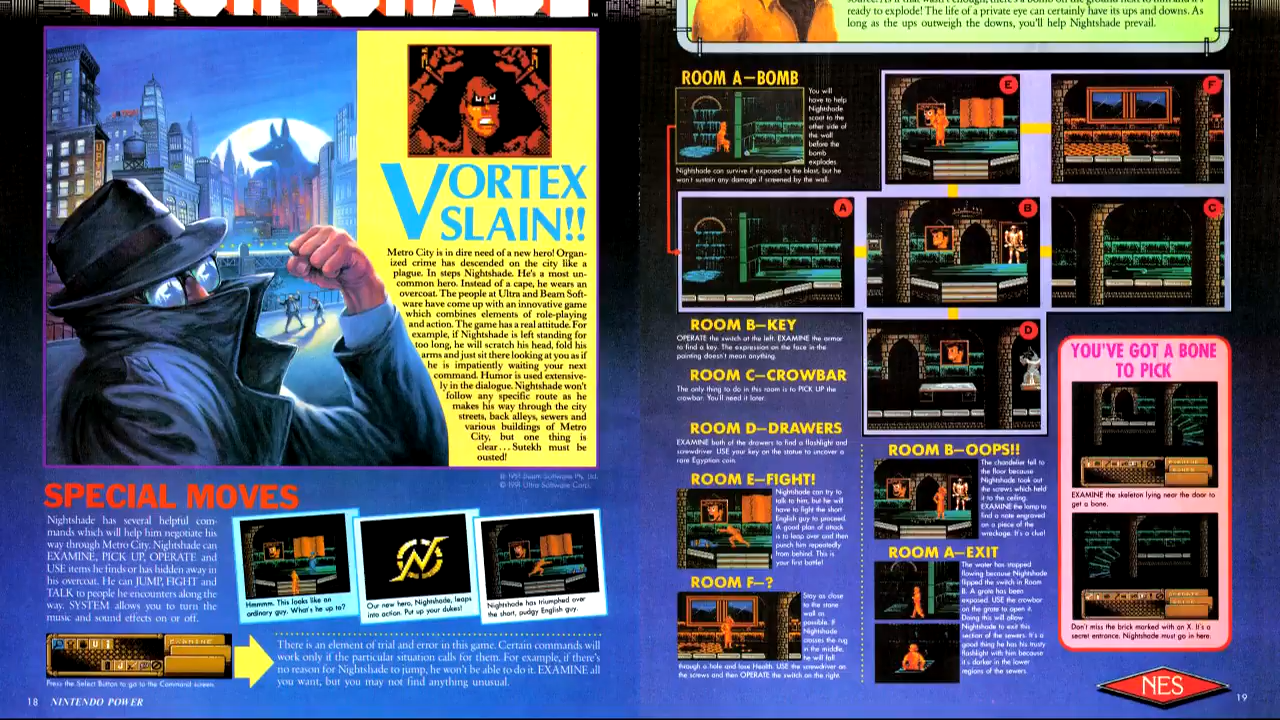 NIGHTSHADE
VORTEX
SLAIN!!
Metro City is in dire need of a new hero! Organ-
ized crime has descended on the city like a
plague. In steps Nightshade. He's a most un-
common hero. Instead of a cape, he wears an
overcoat. The people at Ultra and Beam Soft-
ware have come up with an innovative game
which combines elements of role-playing
and action. The game has a real attitude. For
example, if Nightshade is left standing for
too long, he will scratch his head, fold his
arms and just sit there looking at you as if
he is impatiently waiting your next
command. Humor is used extensive-
ly in the dialogue. Nightshade won't
follow any specific route as he
makes his way through the city
streets, back alleys, sewers and
various buildings of Metro
City, but one thing is
clear... Sutekh must be
ousted!
© 1991 Beam Software Pty. Ltd.
© 1991 Ultra Software Corp.
SPECIAL MOVES
Nightshade has several helpful com-
mands which will help him negotiate his
way through Metro City. Nightshade can
EXAMINE, PICK UP, OPERATE and
USE items he finds or has hidden away in
his overcoat. He can JUMP, FIGHT and
TALK to people he encounters along the
way. SYSTEM allows you to turn the
music and sound effects on or off.
Hmmmm. This looks like an
ordinary guy. What's he up to?
Our new hero, Nightshade, leaps
into action. Put up your dukes!
Nightshade has triumphed over
the short, pudgy English guy.
Press the Select Button to go to the Command screen.
There is an element of trial and error in this game. Certain commands will
work only if the particular situation calls for them. For example, if there's
no reason for Nightshade to jump, he won't be able to do it. EXAMINE all
you want, but you may not find anything unusual.
18 NINTENDO POWER
ready to explode! The life of a private eye can certainly have its ups and downs. As
long as the ups outweigh the downs, you'll help Nightshade prevail.
ROOM A—BOMB
You will
have to help
Nightshade
scoot to the
other side of
the wall
before the
bomb
explodes.
Nightshade can survive if exposed to the blast, but he
won't sustain any damage if screened by the wall.
E
F
A
B
C
D
ROOM B—KEY
OPERATE the switch at the left. EXAMINE the armor
to find a key. The expression on the face in the
painting doesn't mean anything.
ROOM C—CROWBAR
The only thing to do in this room is to PICK UP the
crowbar. You'll need it later.
ROOM D—DRAWERS
EXAMINE both of the drawers to find a flashlight and
screwdriver. USE your key on the statue to uncover a
rare Egyptian coin.
ROOM E—FIGHT!
Nightshade can try to
talk to him, but he will
have to fight the short
English guy to proceed.
A good plan of attack
is to leap over and then
punch him repeatedly
from behind. This is
your first battle!
ROOM F—?
Stay as close
to the stone
wall as
possible. If
Nightshade
crosses the rug
in the middle,
he will fall
through a hole and lose Health. USE the screwdriver on
the screws and then OPERATE the switch on the right.
ROOM B—OOPS!!
The chandelier fell to
the floor because
Nightshade took out
the screws which held
it to the ceiling.
EXAMINE the lamp to
find a note engraved
on a piece of the
wreckage. It's a clue!
ROOM A—EXIT
The water has stopped
flowing because Nightshade
flipped the switch in Room
B. A grate has been
exposed. USE the crowbar
on the grate to open it.
Doing this will allow
Nightshade to exit this
section of the sewers. It's a
good thing he has his trusty
flashlight with him because
it's darker in the lower
regions of the sewers.
YOU'VE GOT A BONE
TO PICK
EXAMINE the skeleton lying near the door to
get a bone.
Don't miss the brick marked with an X. It's a
secret entrance. Nightshade must go in here.
NES
19